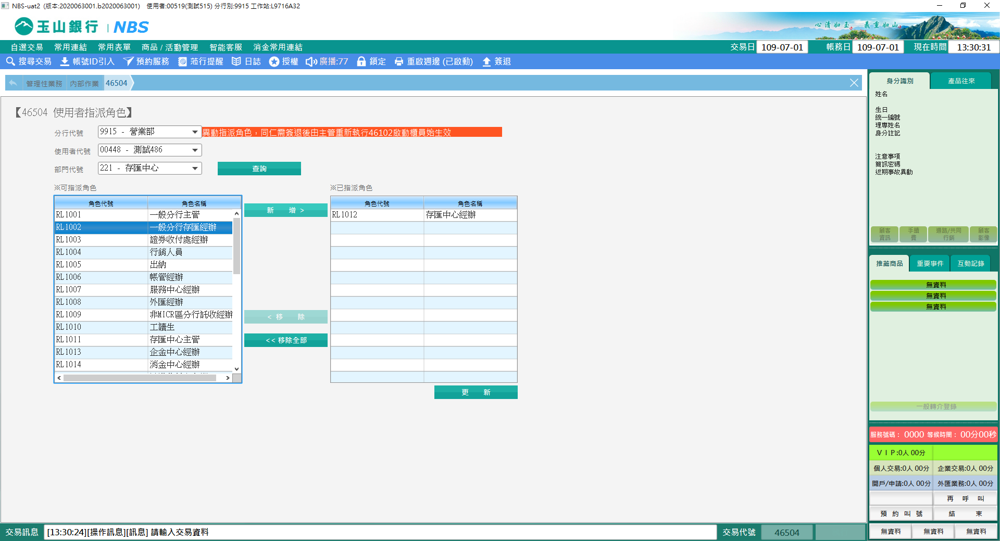 NBS-uat2 (版本:2020063001.b2020063001) 使用者:00519(測試515) 分行別:9915 工作站:L9716A32
玉山銀行 | NBS
心清如玉。 義重如山。
自選交易 常用連結 常用表單 商品 / 活動管理 智能客服 消金常用連結 交易日 109-07-01 帳務日 109-07-01 現在時間 13:30:31
搜尋交易 帳號ID引入 預約服務 蒞行提醒 日誌 授權 廣播:77 鎖定 重啟週邊 (已啟動) 簽退
管理性業務 內部作業 46504
【46504 使用者指派角色】
分行代號 9915 - 營業部 異動指派角色，同仁需簽退後由主管重新執行46102啟動櫃員始生效
使用者代號 00448 - 測試486
部門代號 221 - 存匯中心 查詢
※可指派角色
角色代號 角色名稱
RL1001 一般分行主管
RL1002 一般分行存匯經辦
RL1003 證券收付處經辦
RL1004 行銷人員
RL1005 出納
RL1006 帳管經辦
RL1007 服務中心經辦
RL1008 外匯經辦
RL1009 非MICR區分行託收經辦
RL1010 工讀生
RL1011 存匯中心主管
RL1013 企金中心經辦
RL1014 消金中心經辦
新 增 >
< 移 除
<< 移除全部
※已指派角色
角色代號 角色名稱
RL1012 存匯中心經辦
更 新
身分識別 產品往來
姓名
生日
統一編號
理專姓名
身分註記
注意事項
簡訊密碼
近期事故異動
顧客資訊 手續費 通路/共同行銷 顧客影像
推薦商品 重要事件 互動記錄
無資料
無資料
無資料
一般轉介登錄
服務號碼： 0000 等候時間： 00分00秒
ＶＩＰ:0人 00分
個人交易:0人 00分 企業交易:0人 00分
開戶/申請:0人 00分 外匯業務:0人 00分
再 呼 叫
預 約 叫 號 結 束
無資料 無資料 無資料
交易訊息 [13:30:24][操作訊息][訊息] 請輸入交易資料 交易代號 46504